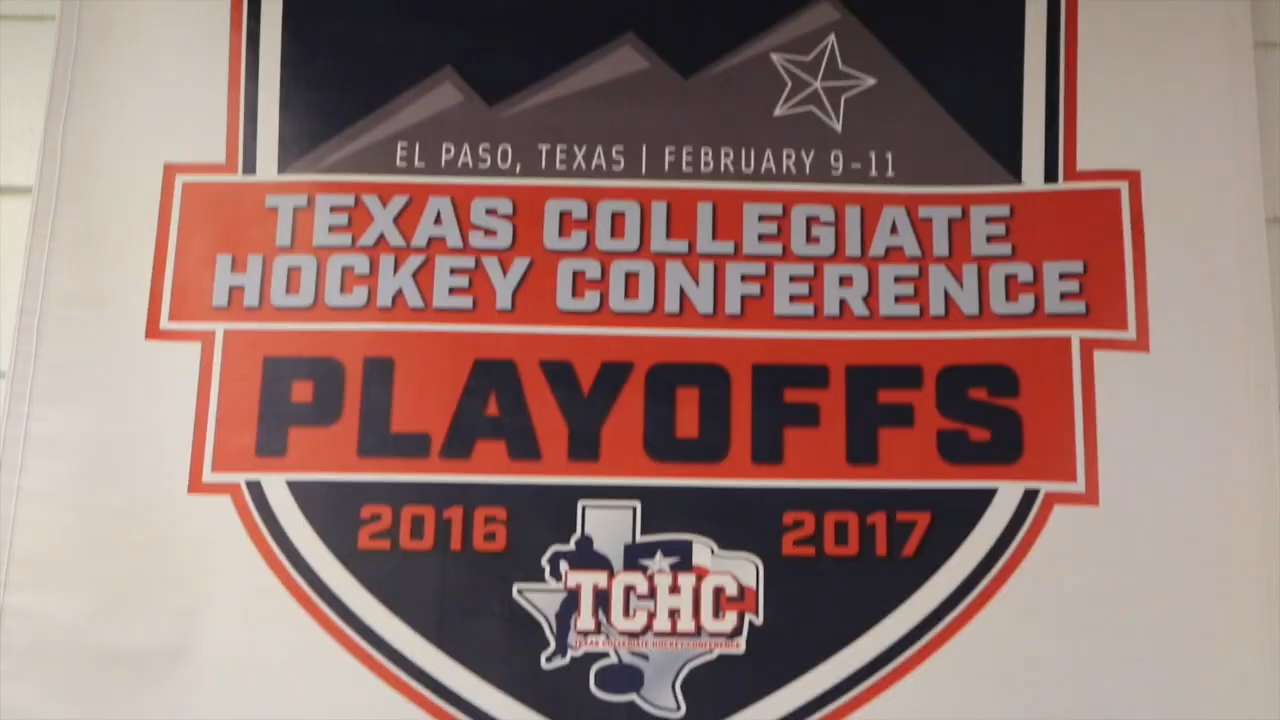 EL PASO, TEXAS | FEBRUARY 9-11
TEXAS COLLEGIATE
HOCKEY CONFERENCE
PLAYOFFS
2016 2017
TCHC
TEXAS COLLEGIATE HOCKEY CONFERENCE